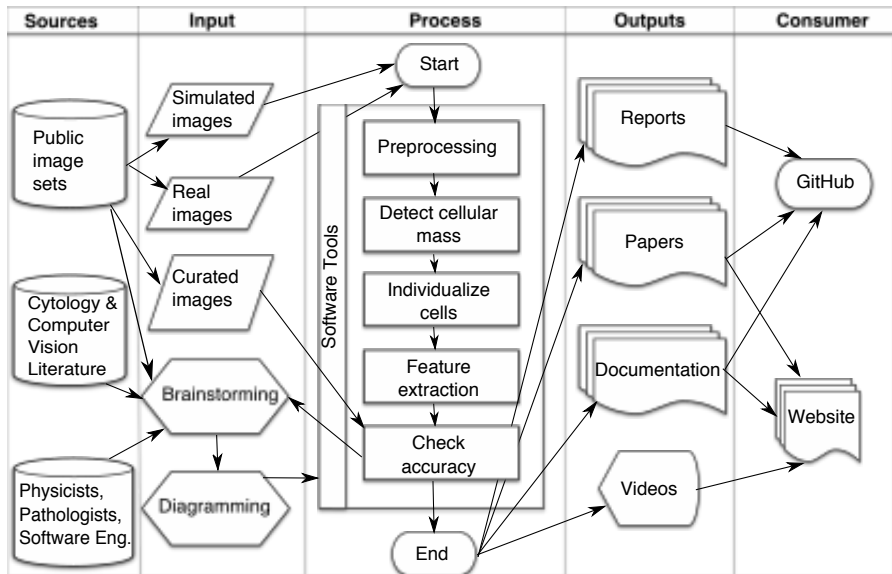 Sources
Input
Process
Outputs
Consumer
Public
image
sets
Cytology &
Computer
Vision
Literature
Physicists,
Pathologists,
Software Eng.
Simulated
images
Real
images
Curated
images
Brainstorming
Diagramming
Start
Software Tools
Preprocessing
Detect cellular
mass
Individualize
cells
Feature
extraction
Check
accuracy
End
Reports
Papers
Documentation
Videos
GitHub
Website